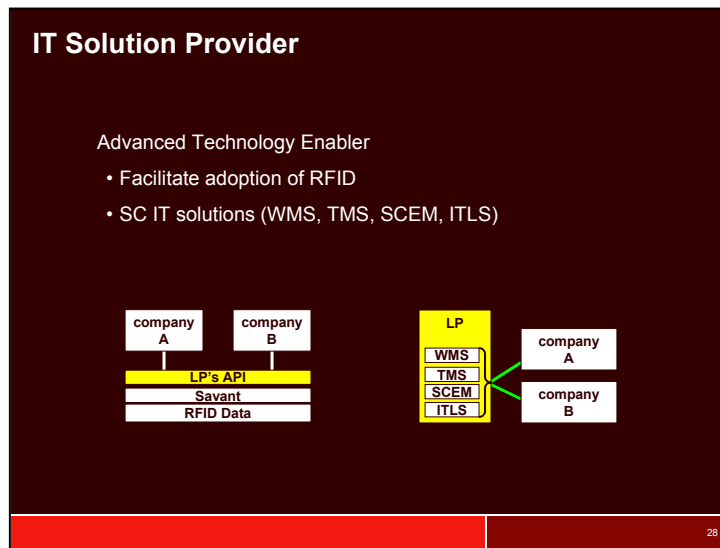 IT Solution Provider
Advanced Technology Enabler
• Facilitate adoption of RFID
• SC IT solutions (WMS, TMS, SCEM, ITLS)
company
A
company
B
LP's API
Savant
RFID Data
LP
WMS
TMS
SCEM
ITLS
company
A
company
B
28